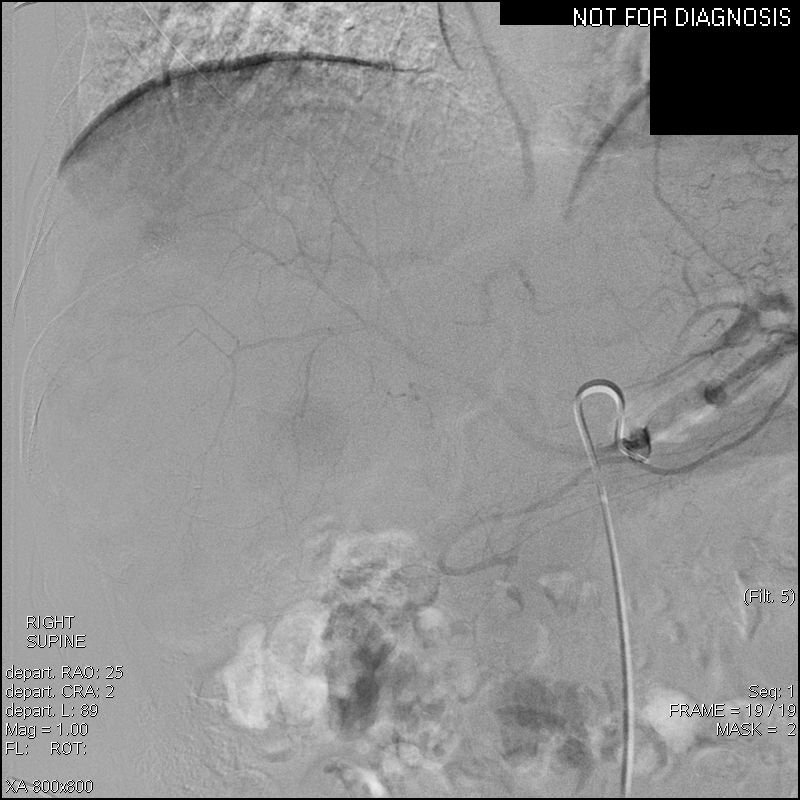 NOT FOR DIAGNOSIS
(Filt. 5)
RIGHT
SUPINE
depart. RAO: 25
depart. CRA: 2
depart. L: 89
Mag = 1.00
FL: ROT:
Seq: 1
FRAME = 19 / 19
MASK = 2
XA 800x800